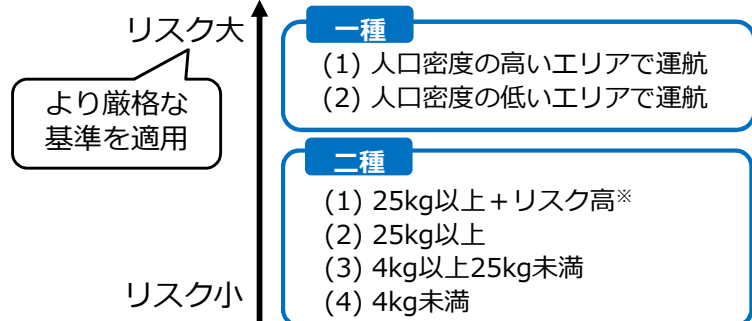 リスク大
より厳格な
基準を適用
リスク小
一種
(1) 人口密度の高いエリアで運航
(2) 人口密度の低いエリアで運航
二種
(1) 25kg以上＋リスク高※
(2) 25kg以上
(3) 4kg以上25kg未満
(4) 4kg未満